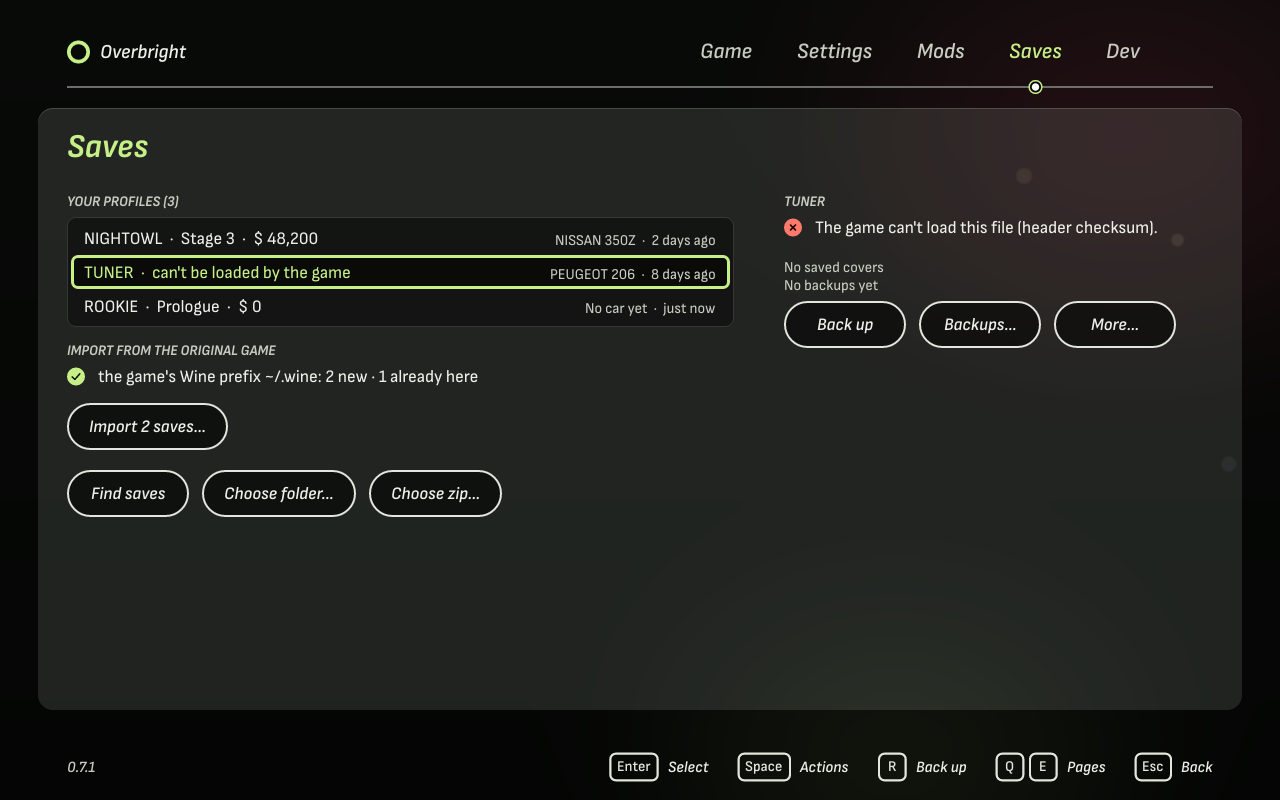 Overbright
Game
Settings
Mods
Saves
Dev
Saves
YOUR PROFILES (3)
NIGHTOWL · Stage 3 · $ 48,200
NISSAN 350Z · 2 days ago
TUNER · can't be loaded by the game
PEUGEOT 206 · 8 days ago
ROOKIE · Prologue · $ 0
No car yet · just now
IMPORT FROM THE ORIGINAL GAME
the game's Wine prefix ~/.wine: 2 new · 1 already here
Import 2 saves...
Find saves
Choose folder...
Choose zip...
TUNER
The game can't load this file (header checksum).
No saved covers
No backups yet
Back up
Backups...
More...
0.7.1
Enter Select
Space Actions
R Back up
Q E Pages
Esc Back